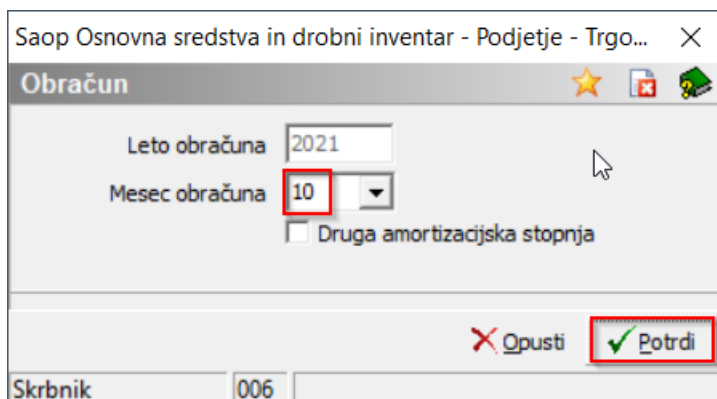 Saop Osnovna sredstva in drobni inventar - Podjetje - Trgo...
Obračun
Leto obračuna 2021
Mesec obračuna 10
Druga amortizacijska stopnja
Opusti Potrdi
Skrbnik 006